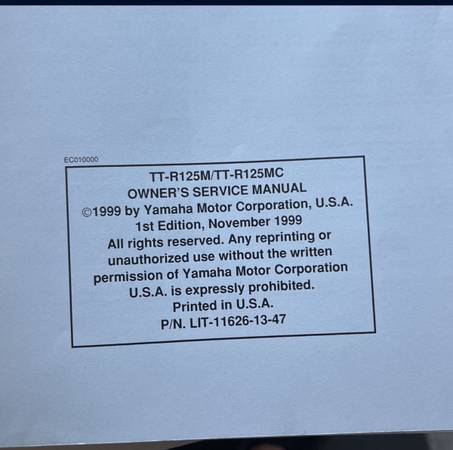 EC010000
TT-R125M/TT-R125MC
OWNER'S SERVICE MANUAL
©1999 by Yamaha Motor Corporation, U.S.A.
1st Edition, November 1999
All rights reserved. Any reprinting or
unauthorized use without the written
permission of Yamaha Motor Corporation
U.S.A. is expressly prohibited.
Printed in U.S.A.
P/N. LIT-11626-13-47